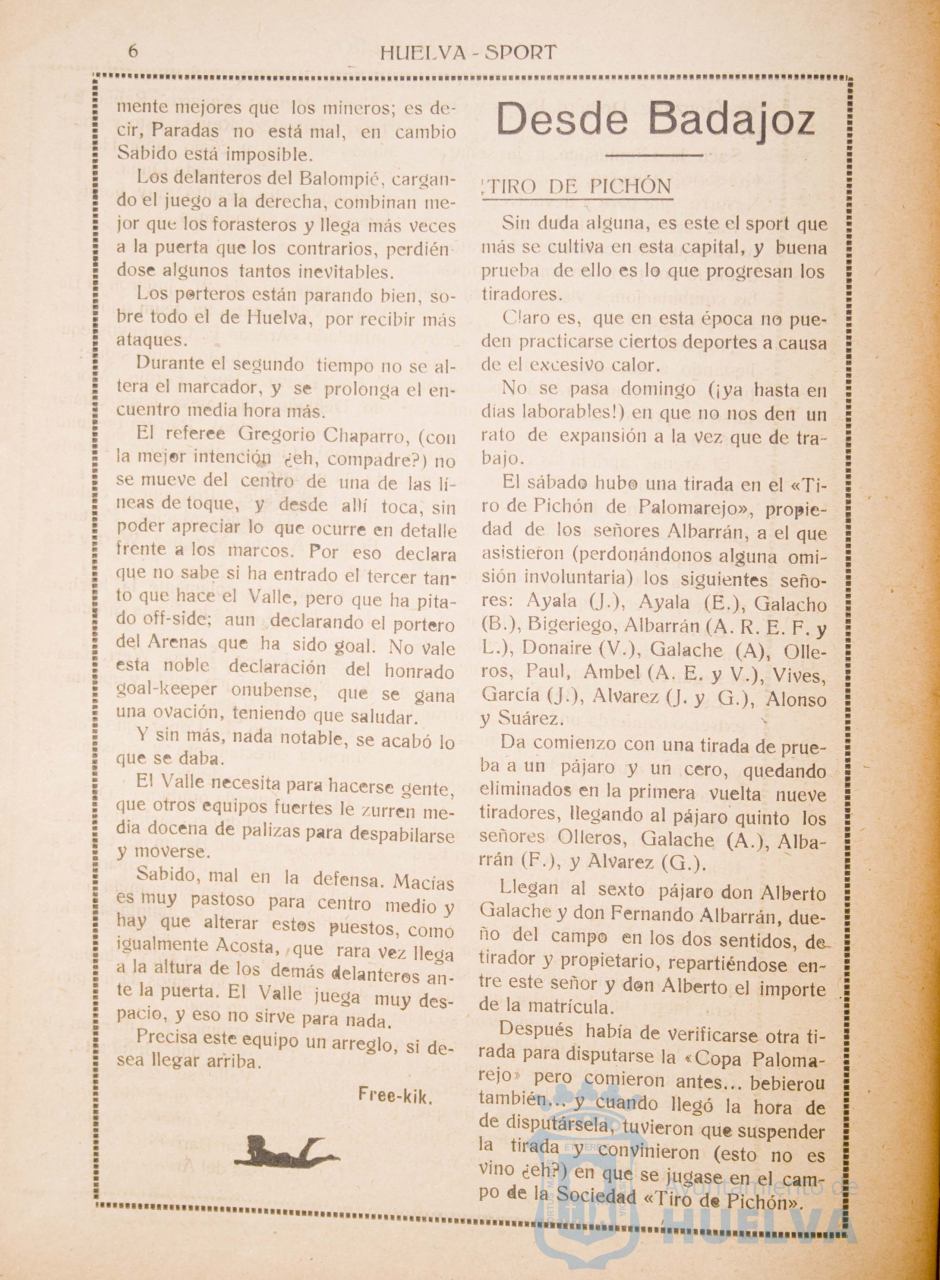 6
HUELVA - SPORT
mente mejores que los mineros; es de-
cir, Paradas no está mal, en cambio
Sabido está imposible.
Los delanteros del Balompié, cargan-
do el juego a la derecha, combinan me-
jor que los forasteros y llega más veces
a la puerta que los contrarios, perdién-
dose algunos tantos inevitables.
Los porteros están parando bien, so-
bre todo el de Huelva, por recibir más
ataques.
Durante el segundo tiempo no se al-
tera el marcador, y se prolonga el en-
cuentro media hora más.
El referee Gregorio Chaparro, (con
la mejor intención ¿eh, compadre?) no
se mueve del centro de una de las lí-
neas de toque, y desde allí toca, sin
poder apreciar lo que ocurre en detalle
frente a los marcos. Por eso declara
que no sabe si ha entrado el tercer tan-
to que hace el Valle, pero que ha pita-
do off-side; aun declarando el portero
del Arenas que ha sido goal. No vale
esta noble declaración del honrado
goal-keeper onubense, que se gana
una ovación, teniendo que saludar.
Y sin más, nada notable, se acabó lo
que se daba.
El Valle necesita para hacerse gente,
que otros equipos fuertes le zurren me-
dia docena de palizas para despabilarse
y moverse.
Sabido, mal en la defensa. Macías
es muy pastoso para centro medio y
hay que alterar estos puestos, como
igualmente Acosta, que rara vez llega
a la altura de los demás delanteros an-
te la puerta. El Valle juega muy des-
pacio, y eso no sirve para nada.
Precisa este equipo un arreglo, si de-
sea llegar arriba.
Free-kik.
Desde Badajoz
TIRO DE PICHÓN
Sin duda alguna, es este el sport que
más se cultiva en esta capital, y buena
prueba de ello es lo que progresan los
tiradores.
Claro es, que en esta época no pue-
den practicarse ciertos deportes a causa
de el excesivo calor.
No se pasa domingo (¡ya hasta en
días laborables!) en que no nos den un
rato de expansión a la vez que de tra-
bajo.
El sábado hubo una tirada en el «Ti-
ro de Pichón de Palomarejo», propie-
dad de los señores Albarrán, a el que
asistieron (perdonándonos alguna omi-
sión involuntaria) los siguientes seño-
res: Ayala (J.), Ayala (E.), Galacho
(B.), Bigeriego, Albarrán (A. R. E. F. y
L.), Donaire (V.), Galache (A), Olle-
ros, Paul, Ambel (A. E. y V.), Vives,
García (J.), Alvarez (J. y G.), Alonso
y Suárez.
Da comienzo con una tirada de prue-
ba a un pájaro y un cero, quedando
eliminados en la primera vuelta nueve
tiradores, llegando al pájaro quinto los
señores Olleros, Galache (A.), Alba-
rrán (F.), y Alvarez (G.).
Llegan al sexto pájaro don Alberto
Galache y don Fernando Albarrán, due-
ño del campo en los dos sentidos, de
tirador y propietario, repartiéndose en-
tre este señor y don Alberto el importe
de la matrícula.
Después había de verificarse otra ti-
rada para disputarse la «Copa Paloma-
rejo» pero comieron antes... bebierou
también... y cuando llegó la hora de
de disputársela, tuvieron que suspender
la tirada y convinieron (esto no es
vino ¿eh?) en que se jugase en el cam-
po de la Sociedad «Tiro de Pichón».
Ayuntamiento de
HUELVA